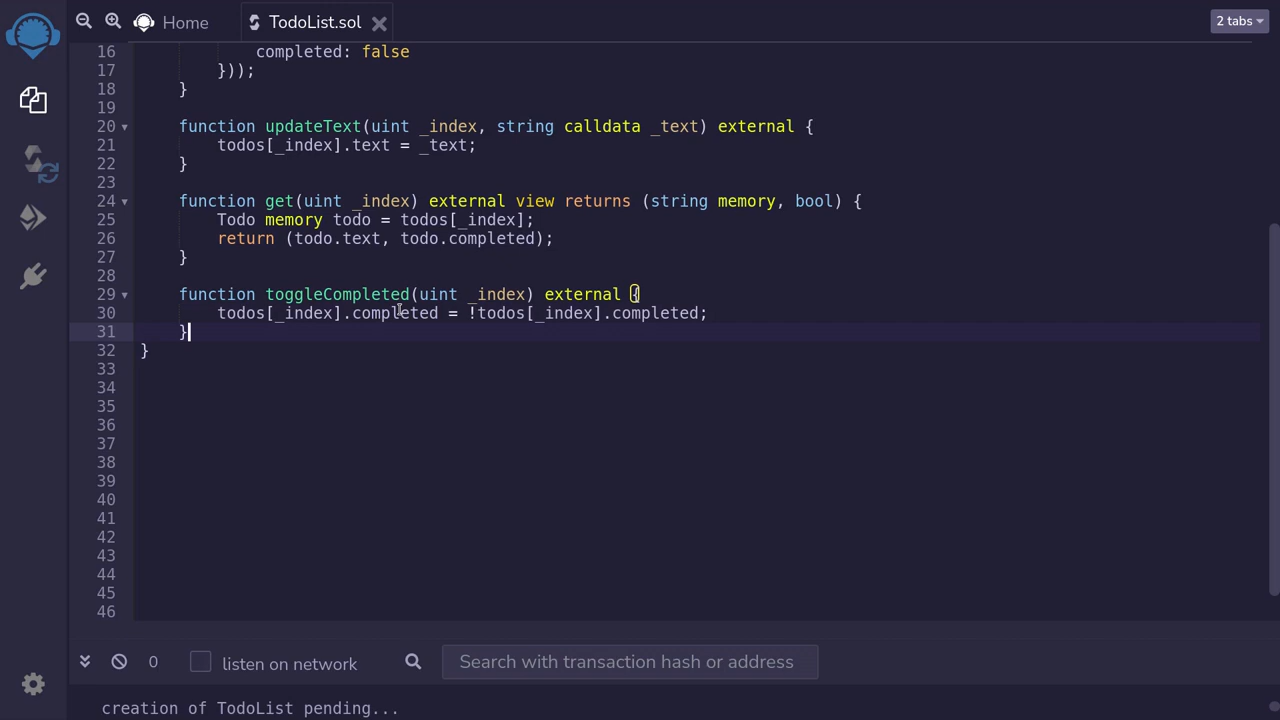 Home
TodoList.sol
2 tabs
16 completed: false
17 }));
18 }
19
20 function updateText(uint _index, string calldata _text) external {
21 todos[_index].text = _text;
22 }
23
24 function get(uint _index) external view returns (string memory, bool) {
25 Todo memory todo = todos[_index];
26 return (todo.text, todo.completed);
27 }
28
29 function toggleCompleted(uint _index) external {
30 todos[_index].completed = !todos[_index].completed;
31 }
32 }
33
34
35
36
37
38
39
40
41
42
43
44
45
46
0 listen on network Search with transaction hash or address
creation of TodoList pending...